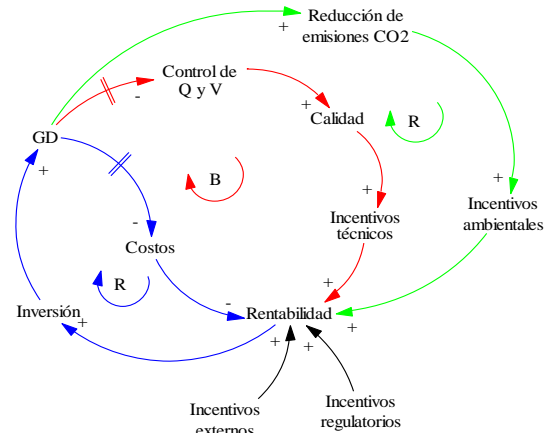 Reducción de
emisiones CO2
+
Control de
Q y V
-
+
Calidad
R
GD
+
B
+
+
Incentivos
técnicos
Incentivos
ambientales
-
Costos
R
+
-
Inversión
+
Rentabilidad
+
+
+
Incentivos
externos
Incentivos
regulatorios